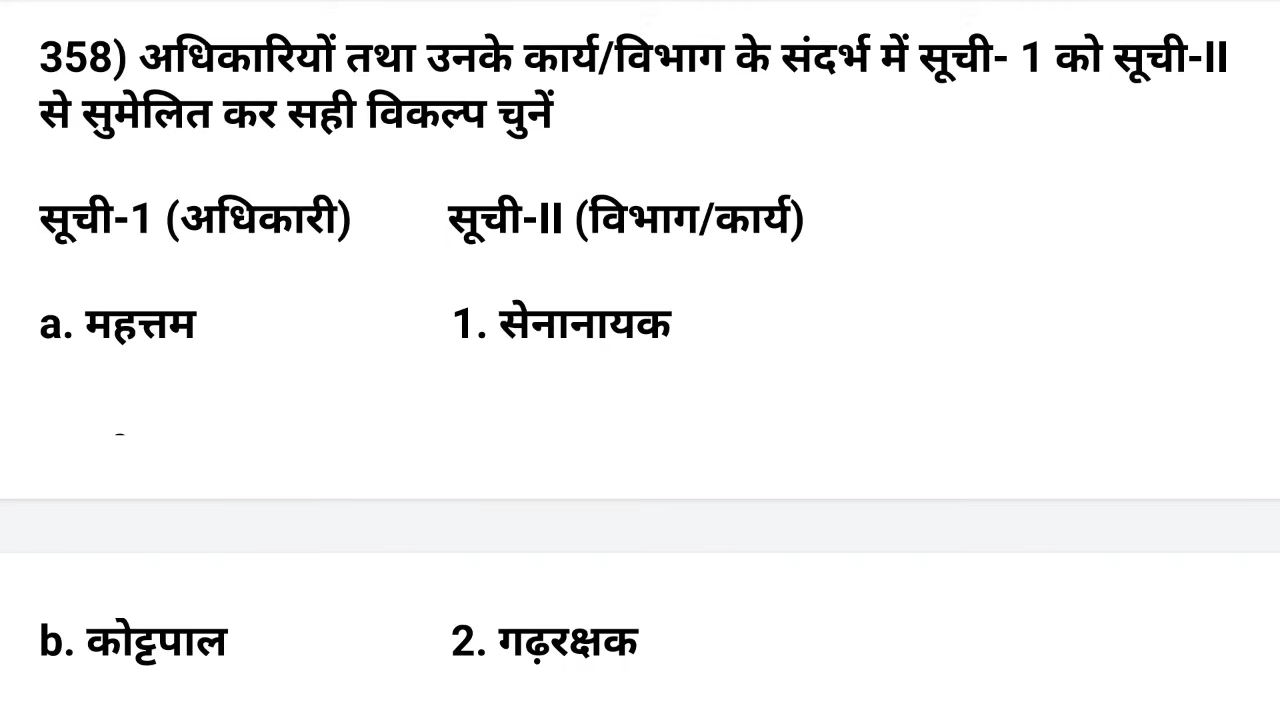 358) अधिकारियों तथा उनके कार्य/विभाग के संदर्भ में सूची- 1 को सूची-II
से सुमेलित कर सही विकल्प चुनें
सूची-1 (अधिकारी) सूची-II (विभाग/कार्य)
a. महत्तम 1. सेनानायक
b. कोट्टपाल 2. गढ़रक्षक